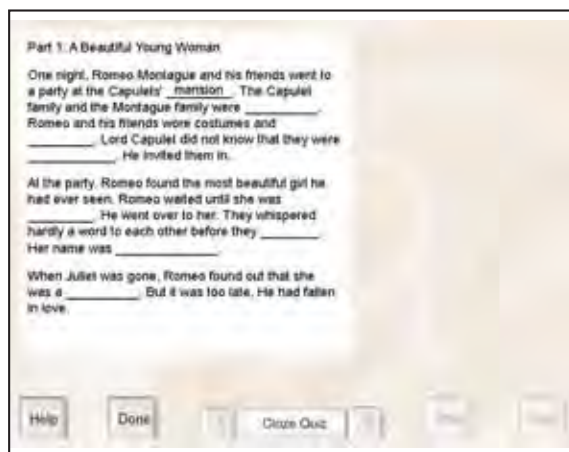 Part 1: A Beautiful Young Woman
One night, Romeo Montague and his friends went to
a party at the Capulets' mansion. The Capulet
family and the Montague family were __________.
Romeo and his friends wore costumes and
__________. Lord Capulet did not know that they were
_____________. He invited them in.
At the party, Romeo found the most beautiful girl he
had ever seen. Romeo waited until she was
__________. He went over to her. They whispered
hardly a word to each other before they _________.
Her name was ________________.
When Juliet was gone, Romeo found out that she
was a ___________. But it was too late. He had fallen
in love.
Help Done Cloze Quiz